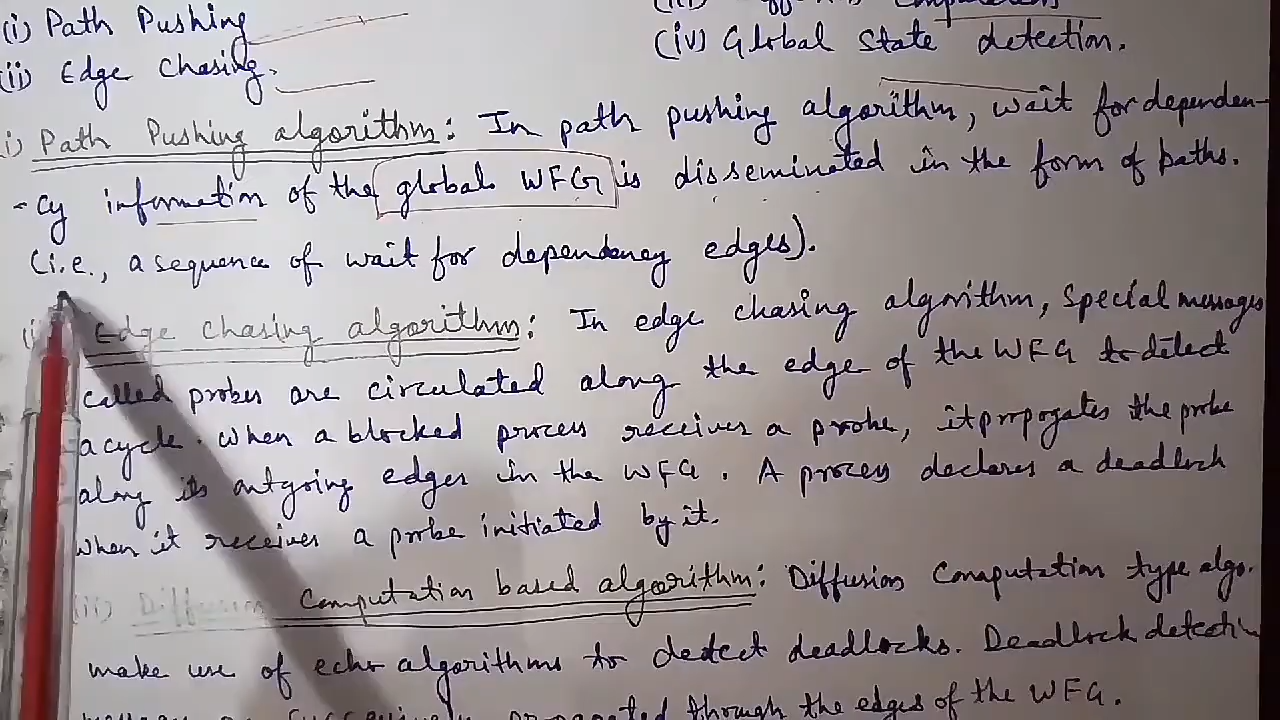 (i) Path Pushing
(ii) Edge Chasing.
(iv) Global State detection.
i) Path Pushing algorithm: In path pushing algorithm, wait for dependen-
-cy information of the global WFG is disseminated in the form of paths.
(i.e., a sequence of wait for dependency edges).
Edge chasing algorithm: In edge chasing algorithm, special messages
called probes are circulated along the edge of the WFG to detect
a cycle. When a blocked process receives a probe, it propogates the probe
along its outgoing edges in the WFG. A process declares a deadlock
when it receives a probe initiated by it.
(ii) Diffusion Computation based algorithm: Diffusion Computation type algo.
make use of echo algorithms to detect deadlocks. Deadlock detection
propagated through the edges of the WFG.